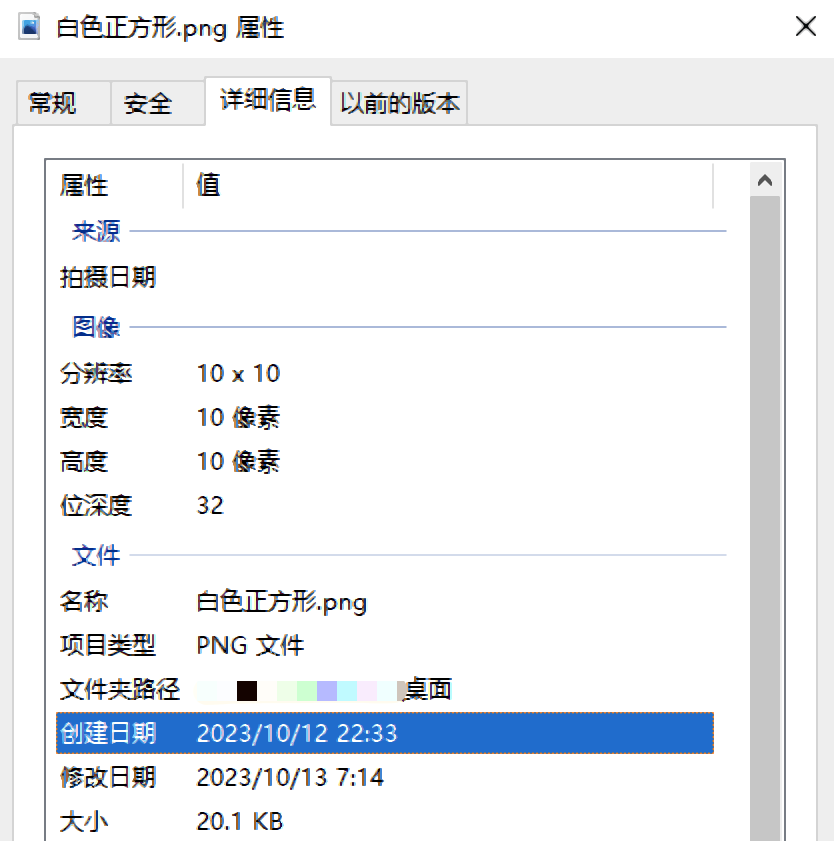 白色正方形.png 属性
常规 安全 详细信息 以前的版本
属性 值
来源
拍摄日期
图像
分辨率 10 x 10
宽度 10 像素
高度 10 像素
位深度 32
文件
名称 白色正方形.png
项目类型 PNG 文件
文件夹路径 桌面
创建日期 2023/10/12 22:33
修改日期 2023/10/13 7:14
大小 20.1 KB